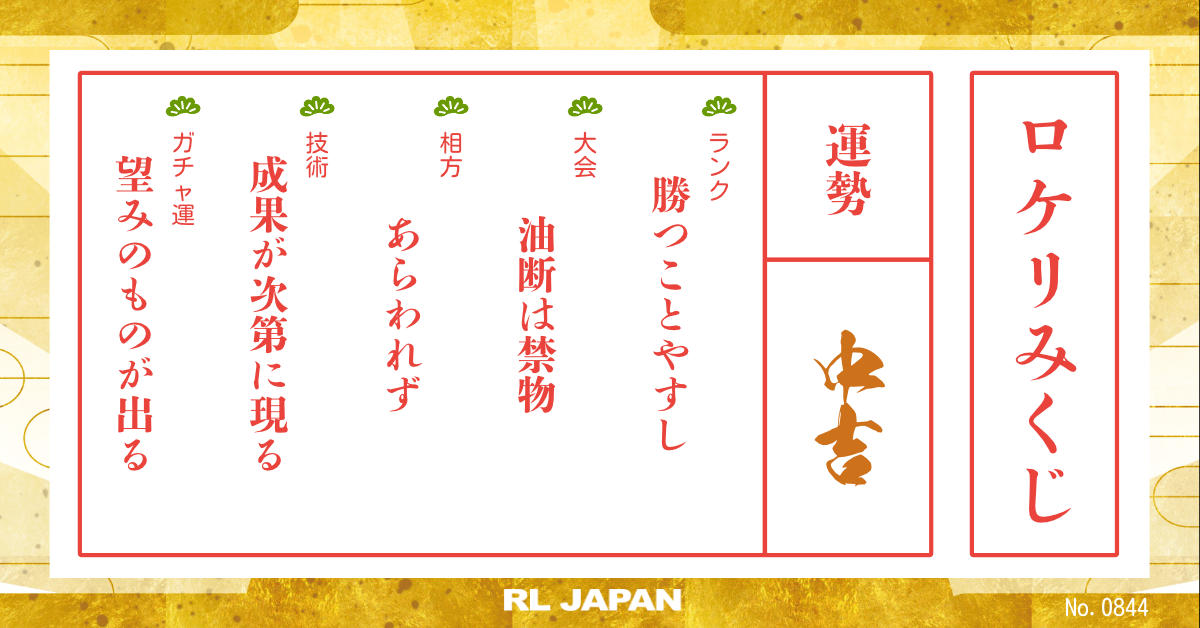 ロケリみくじ
運勢
中吉
ランク
勝つことやすし
大会
油断は禁物
相方
あらわれず
技術
成果が次第に現る
ガチャ運
望みのものが出る
RL JAPAN
No. 0844